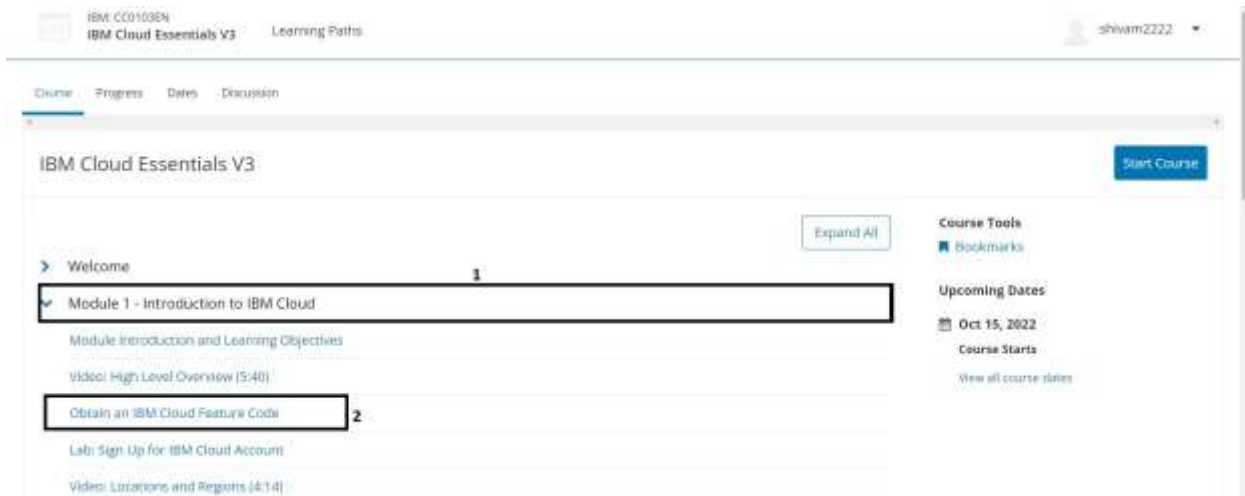 IBM: CC0103EN
IBM Cloud Essentials V3
Learning Paths
shivam2222
Course Progress Dates Discussion
IBM Cloud Essentials V3
Start Course
Expand All
Welcome
1
Module 1 - Introduction to IBM Cloud
Module Introduction and Learning Objectives
Video: High Level Overview (5:40)
Obtain an IBM Cloud Feature Code
2
Lab: Sign Up for IBM Cloud Account
Video: Locations and Regions (4:14)
Course Tools
Bookmarks
Upcoming Dates
Oct 15, 2022
Course Starts
View all course dates